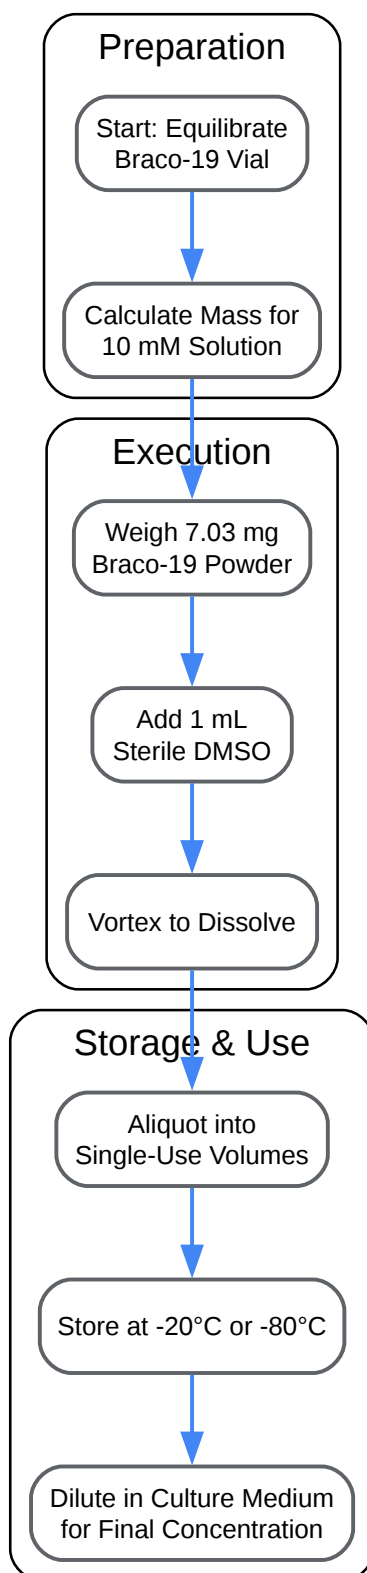 Preparation
Start: Equilibrate
Braco-19 Vial
Calculate Mass for
10 mM Solution
Execution
Weigh 7.03 mg
Braco-19 Powder
Add 1 mL
Sterile DMSO
Vortex to Dissolve
Storage & Use
Aliquot into
Single-Use Volumes
Store at -20°C or -80°C
Dilute in Culture Medium
for Final Concentration